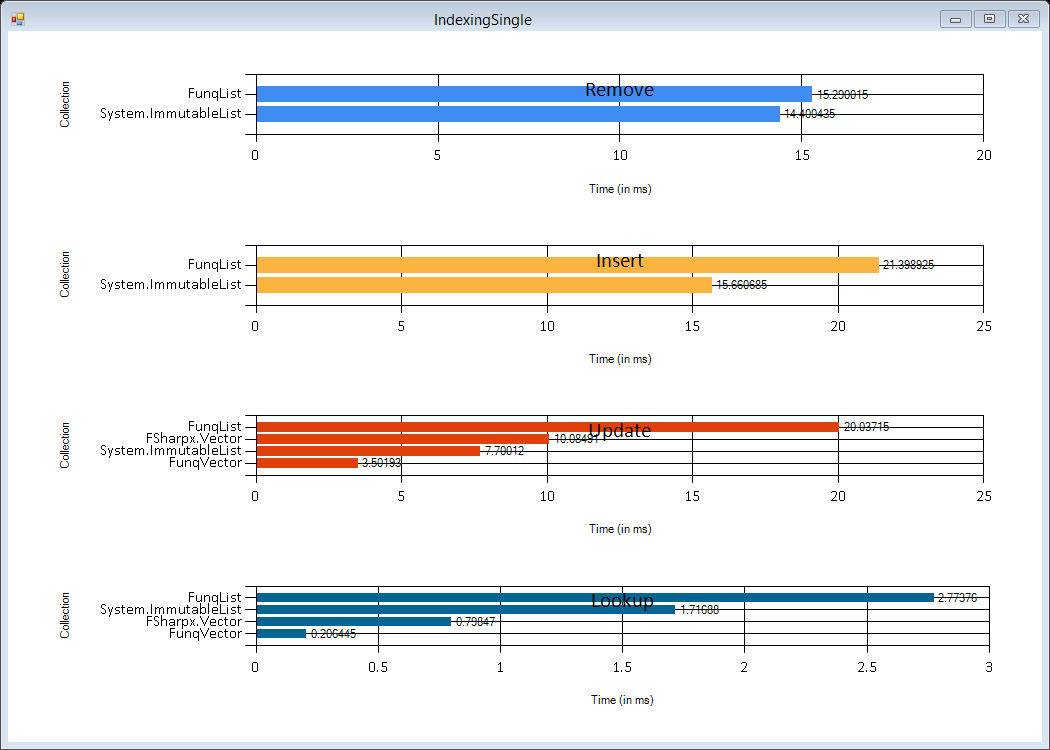 IndexingSingle
Remove
Collection
FunqList 15.290015
System.ImmutableList 14.400435
0 5 10 15 20
Time (in ms)
Insert
Collection
FunqList 21.398925
System.ImmutableList 15.660685
0 5 10 15 20 25
Time (in ms)
Update
Collection
FunqList 20.03715
FSharpx.Vector 10.08491
System.ImmutableList 7.70012
FunqVector 3.50193
0 5 10 15 20 25
Time (in ms)
Lookup
Collection
FunqList 2.77376
System.ImmutableList 1.71688
FSharpx.Vector 0.79847
FunqVector 0.206445
0 0.5 1 1.5 2 2.5 3
Time (in ms)